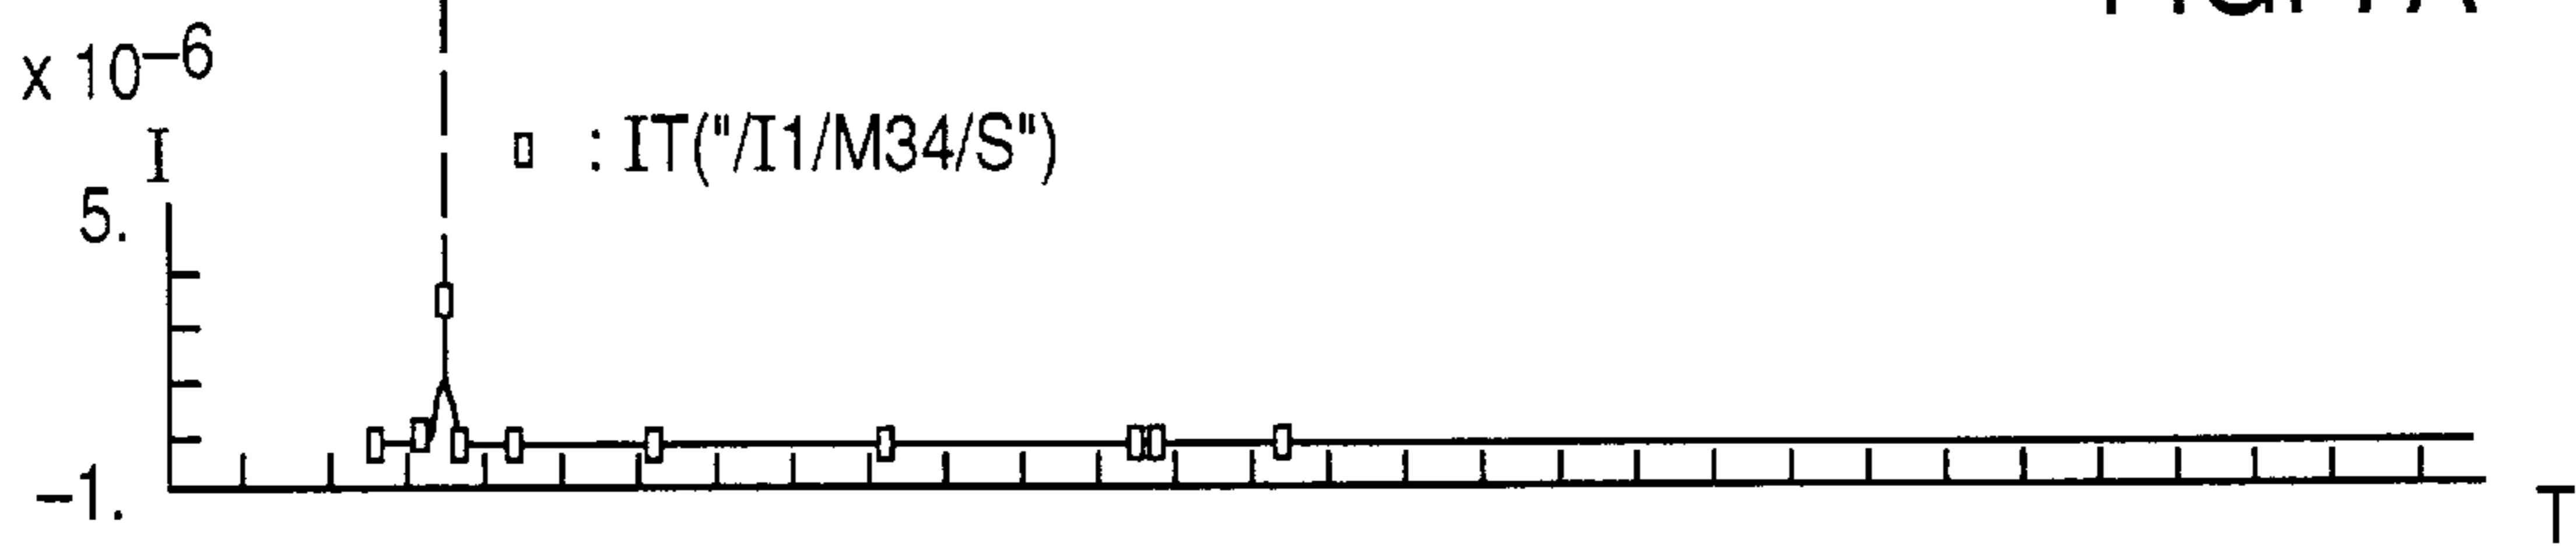 x 10–6
I
: IT("/I1/M34/S")
5.
–1.
T